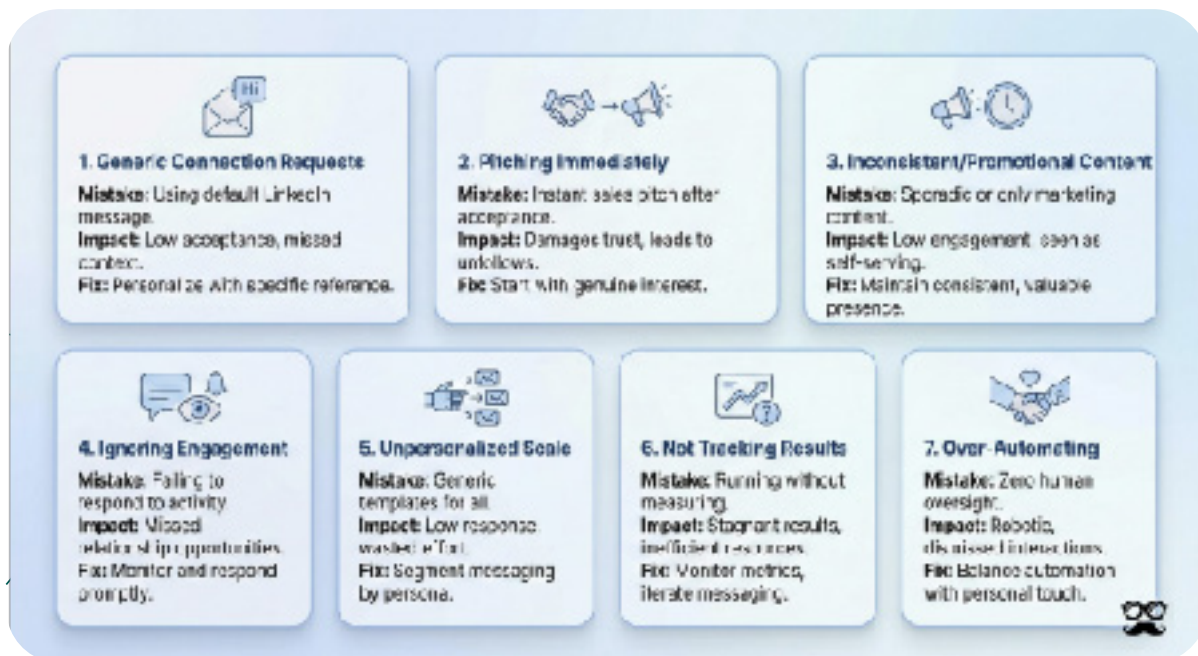 Hi
1. Generic Connection Requests
Mistake: Using default LinkedIn
message.
Impact: Low acceptance, missed
context.
Fix: Personalize with specific reference.
2. Pitching Immediately
Mistake: Instant sales pitch after
acceptance.
Impact: Damages trust, leads to
unfollows.
Fix: Start with genuine interest.
3. Inconsistent/Promotional Content
Mistake: Sporadic or only marketing
content.
Impact: Low engagement, seen as
self-serving.
Fix: Maintain consistent, valuable
presence.
4. Ignoring Engagement
Mistake: Failing to
respond to activity.
Impact: Missed
relationship opportunities.
Fix: Monitor and respond
promptly.
5. Unpersonalized Scale
Mistake: Generic
templates for all.
Impact: Low response,
wasted effort.
Fix: Segment messaging
by persona.
6. Not Tracking Results
Mistake: Running without
measuring.
Impact: Stagnant results,
inefficient resources.
Fix: Monitor metrics,
iterate messaging.
?
7. Over-Automating
Mistake: Zero human
oversight.
Impact: Robotic,
dismissed interactions.
Fix: Balance automation
with personal touch.